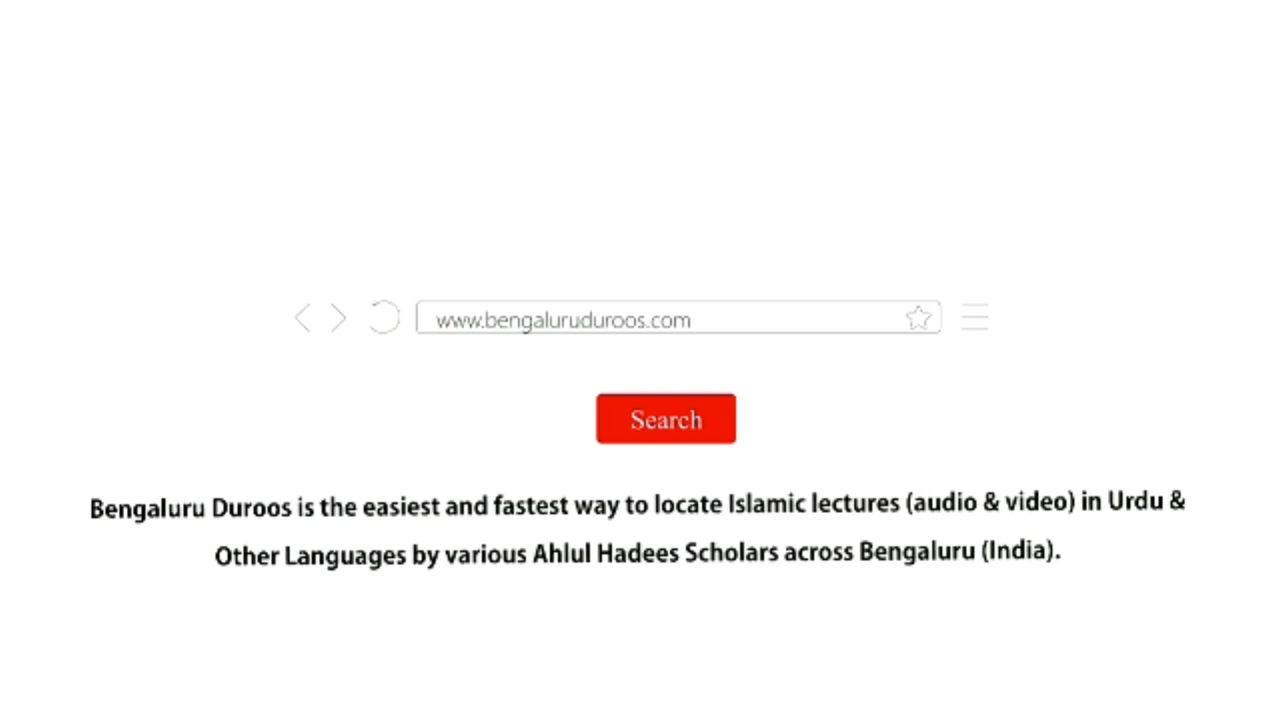 www.bengaluruduroos.com
Search
Bengaluru Duroos is the easiest and fastest way to locate Islamic lectures (audio & video) in Urdu &
Other Languages by various Ahlul Hadees Scholars across Bengaluru (India).